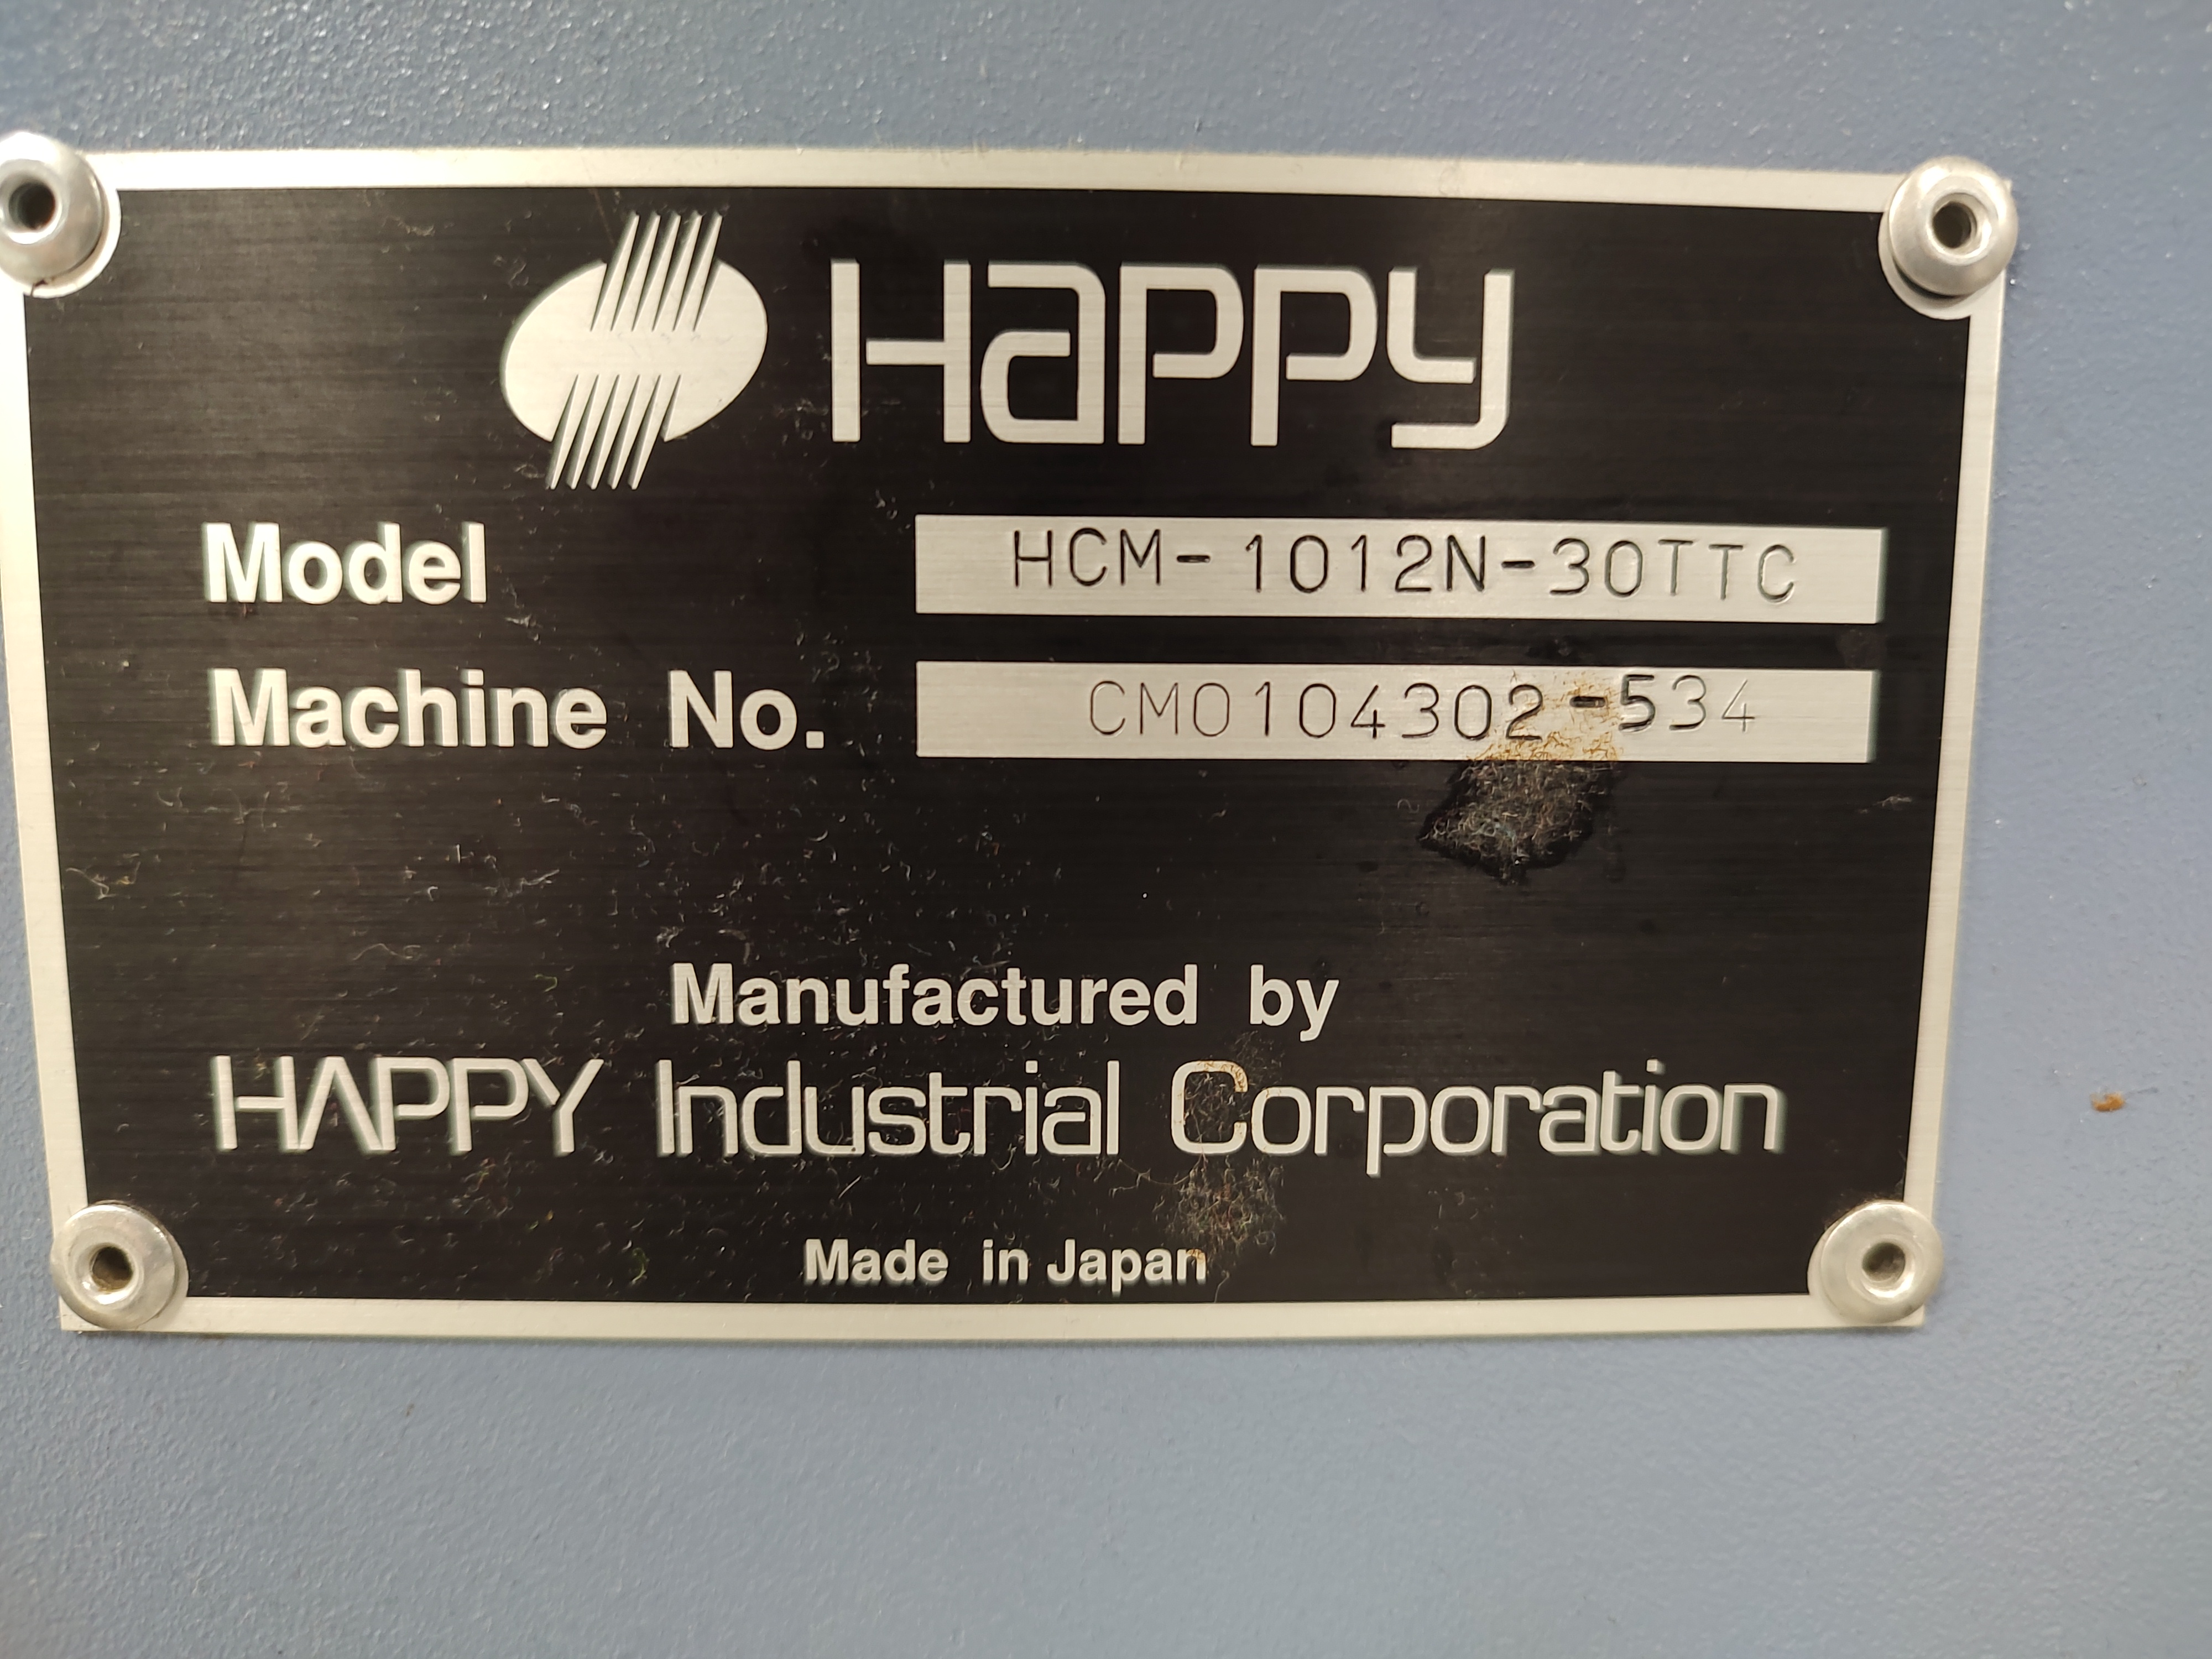 Happy
Model HCM-1012N-30TTC
Machine No. CM0104302-534
Manufactured by
HAPPY Industrial Corporation
Made in Japan